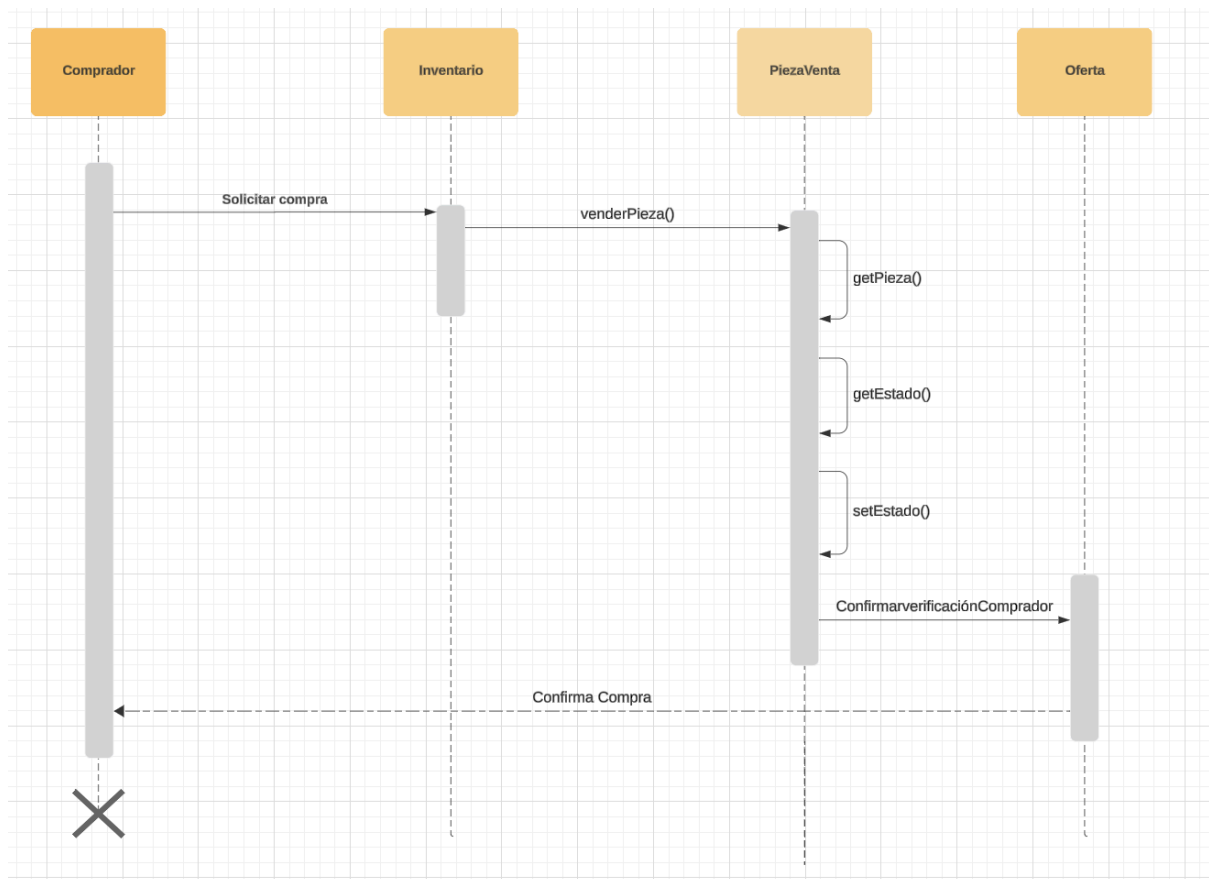 Comprador
Inventario
PiezaVenta
Oferta
Solicitar compra
venderPieza()
getPieza()
getEstado()
setEstado()
ConfirmarverificaciónComprador
Confirma Compra